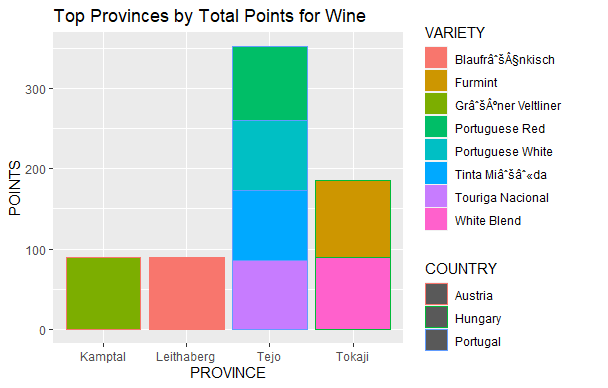 Top Provinces by Total Points for Wine
VARIETY
BlaufrâˆšÂ§nkisch
Furmint
GrâˆšÂºner Veltliner
Portuguese Red
Portuguese White
Tinta Miâˆšâˆ«da
Touriga Nacional
White Blend
COUNTRY
Austria
Hungary
Portugal
POINTS
300
200
100
0
Kamptal
Leithaberg
Tejo
Tokaji
PROVINCE